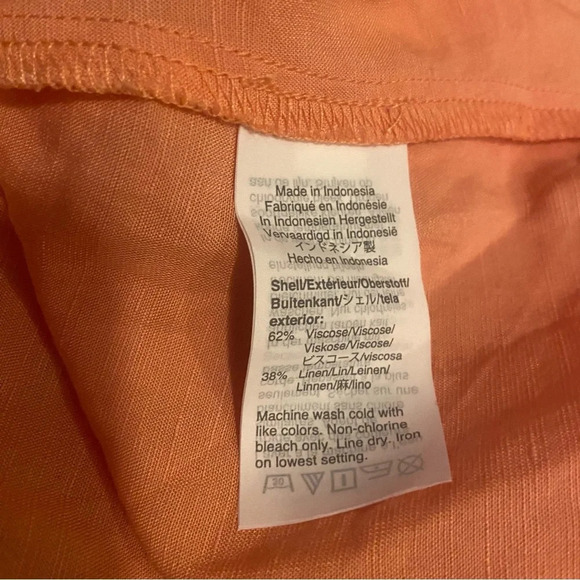 Made in Indonesia
Fabriqué en Indonésie
In Indonesien Hergestellt
Vervaardigd in Indonesië
インドネシア製
Hecho en Indonesia
Shell/Extérieur/Oberstoff/
Buitenkant/シェル/tela
exterior:
62% Viscose/Viscose/
Viskose/Viscose/
ビスコース/viscosa
38% Linen/Lin/Leinen/
Linnen/麻/lino
Machine wash cold with
like colors. Non-chlorine
bleach only. Line dry. Iron
on lowest setting.
30